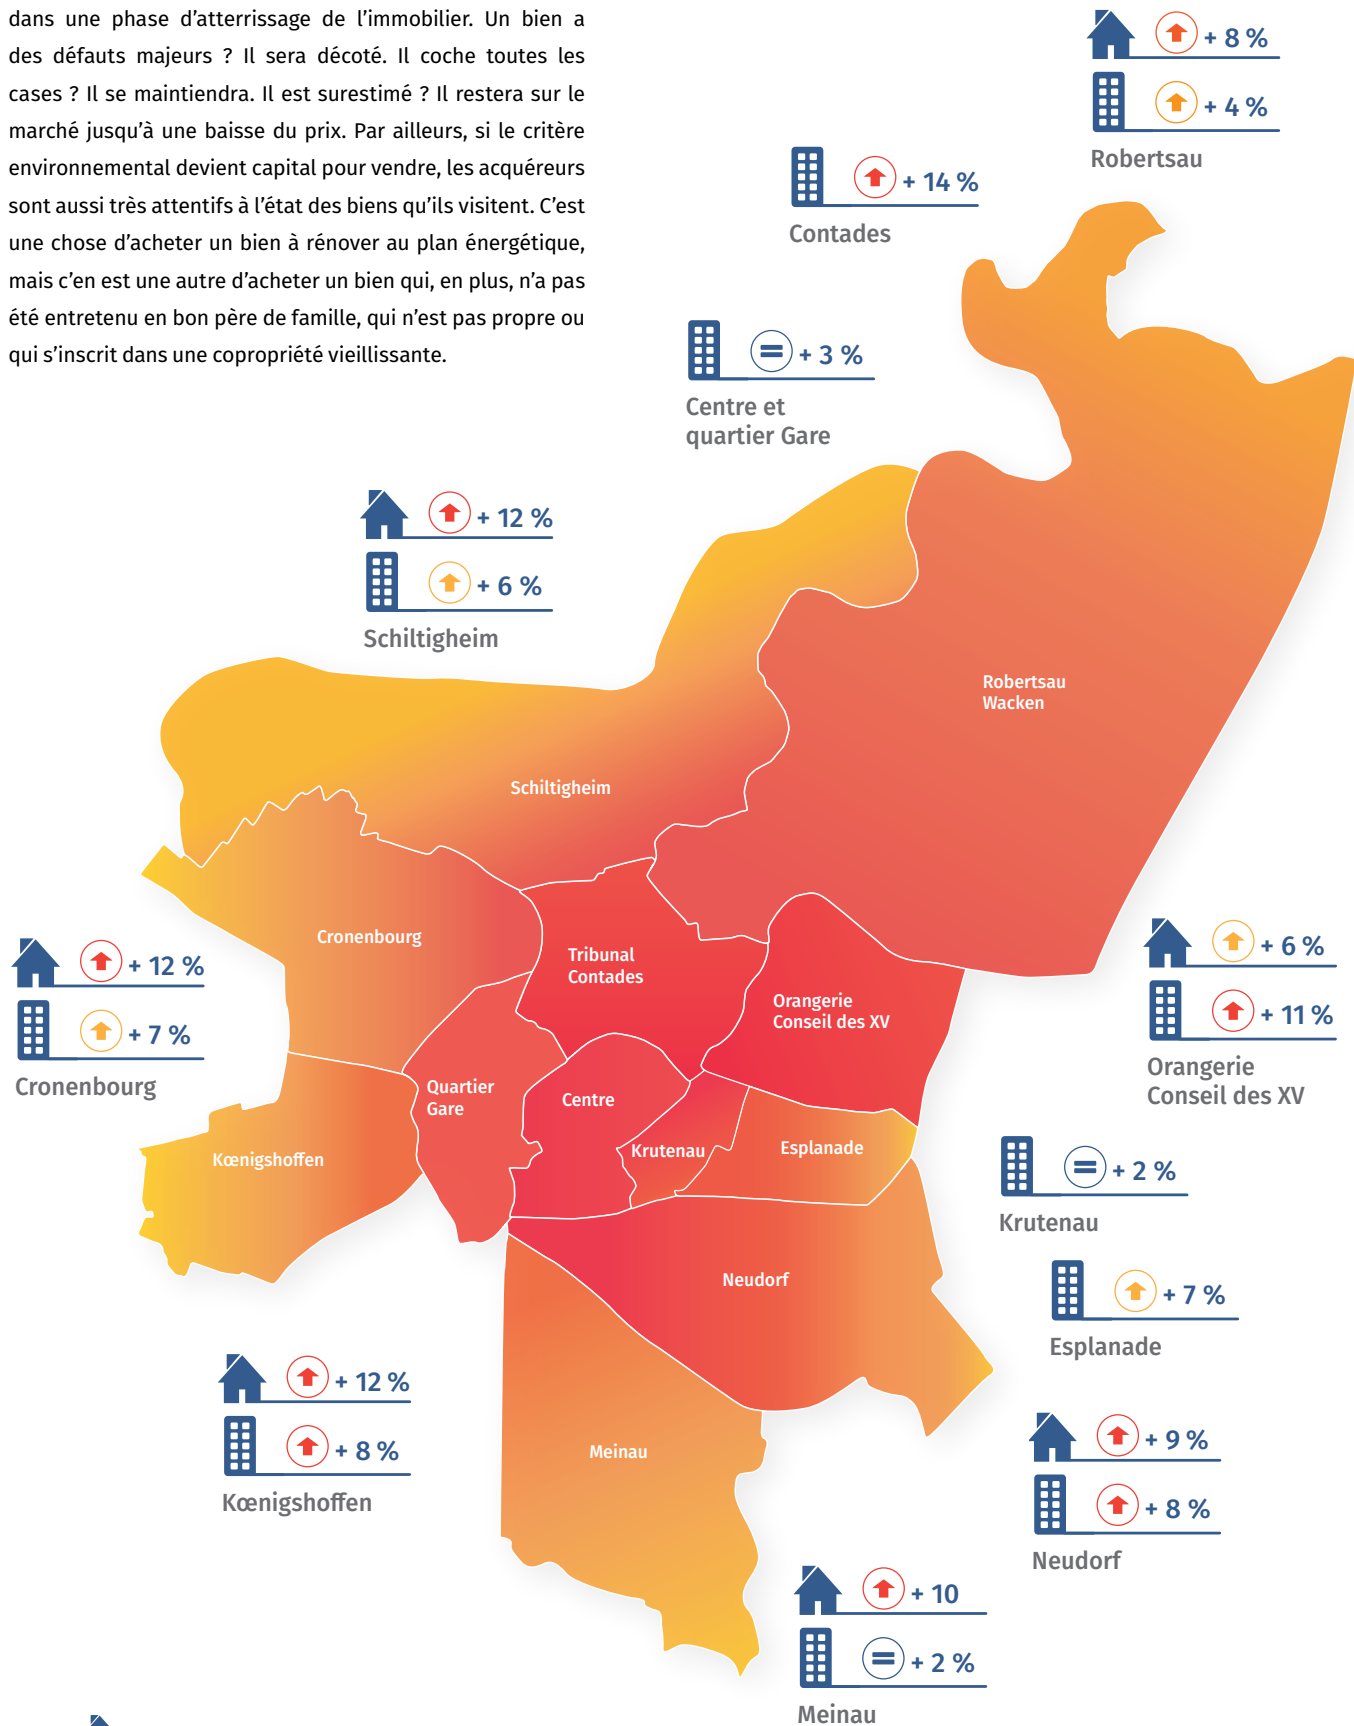 dans une phase d’atterrissage de l’immobilier. Un bien a
des défauts majeurs ? Il sera décoté. Il coche toutes les
cases ? Il se maintiendra. Il est surestimé ? Il restera sur le
marché jusqu’à une baisse du prix. Par ailleurs, si le critère
environnemental devient capital pour vendre, les acquéreurs
sont aussi très attentifs à l’état des biens qu’ils visitent. C’est
une chose d’acheter un bien à rénover au plan énergétique,
mais c’en est une autre d’acheter un bien qui, en plus, n’a pas
été entretenu en bon père de famille, qui n’est pas propre ou
qui s’inscrit dans une copropriété vieillissante.
+ 8 %
+ 4 %
Robertsau
+ 14 %
Contades
+ 3 %
Centre et
quartier Gare
+ 12 %
+ 6 %
Schiltigheim
Robertsau
Wacken
Schiltigheim
Cronenbourg
Tribunal
Contades
Orangerie
Conseil des XV
Quartier
Gare
Centre
Krutenau
Esplanade
Kœnigshoffen
Neudorf
Meinau
+ 12 %
+ 7 %
Cronenbourg
+ 6 %
+ 11 %
Orangerie
Conseil des XV
+ 2 %
Krutenau
+ 7 %
Esplanade
+ 12 %
+ 8 %
Kœnigshoffen
+ 9 %
+ 8 %
Neudorf
+ 10
+ 2 %
Meinau